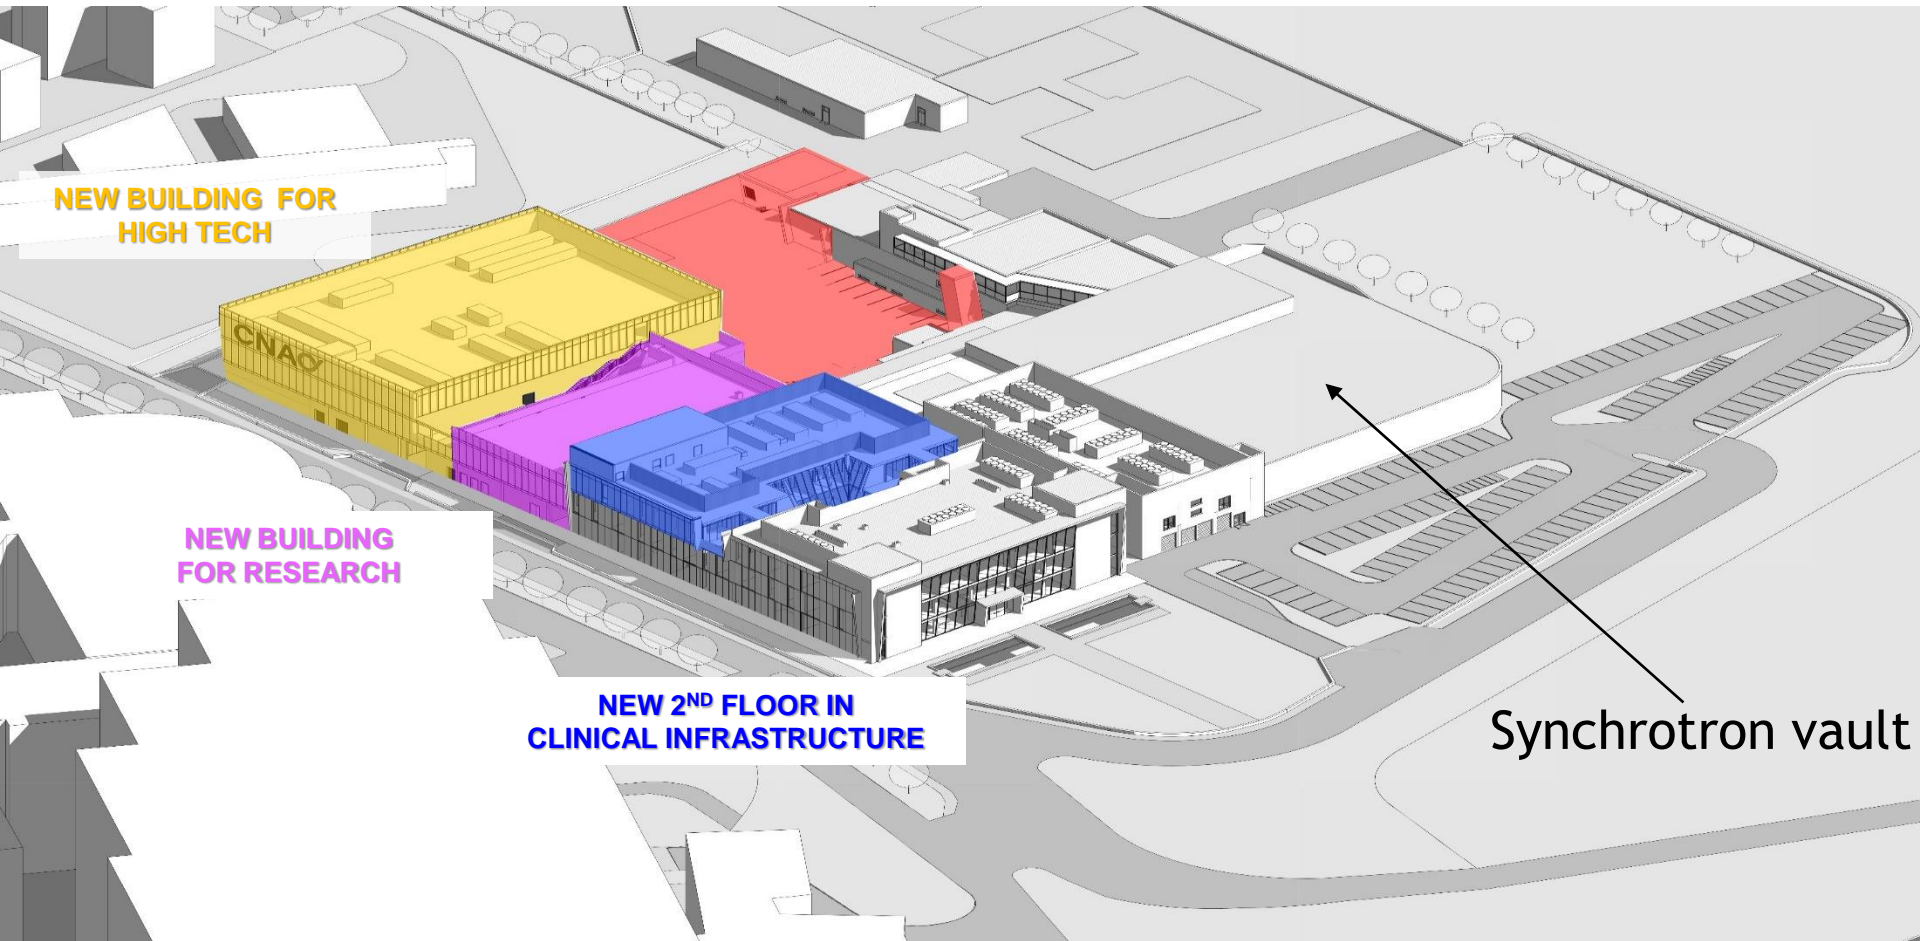 NEW BUILDING FOR
HIGH TECH
CNAO
NEW BUILDING
FOR RESEARCH
NEW 2ND FLOOR IN
CLINICAL INFRASTRUCTURE
Synchrotron vault